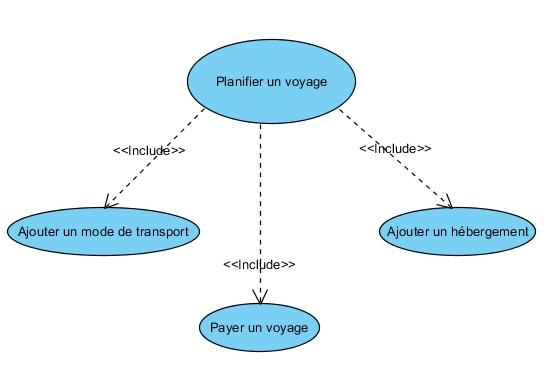 Planifier un voyage
<<Include>>
<<Include>>
Ajouter un mode de transport
Ajouter un hébergement
<<Include>>
Payer un voyage